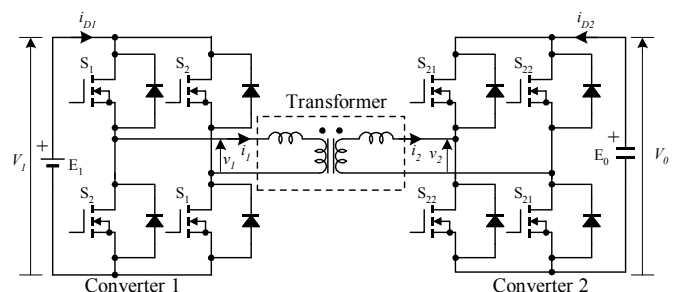 i_D1
i_D2
S_1
S_2
S_21
S_22
Transformer
V_1
+
E_1
v_1
i_1
i_2
v_2
+
E_0
V_0
S_2
S_1
S_22
S_21
Converter 1
Converter 2